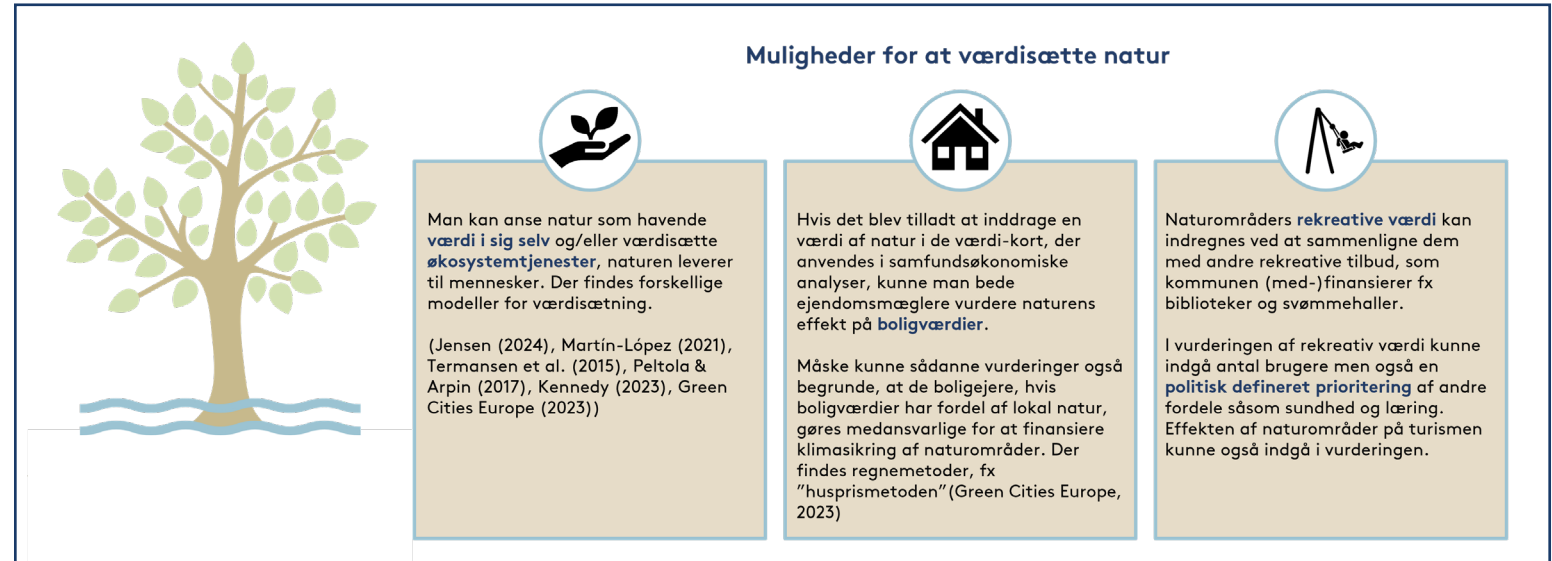 Muligheder for at værdisætte natur
Man kan anse natur som havende
værdi i sig selv og/eller værdisætte
økosystemtjenester, naturen leverer
til mennesker. Der findes forskellige
modeller for værdisætning.
(Jensen (2024), Martín-López (2021),
Termansen et al. (2015), Peltola &
Arpin (2017), Kennedy (2023), Green
Cities Europe (2023))
Hvis det blev tilladt at inddrage en
værdi af natur i de værdi-kort, der
anvendes i samfundsøkonomiske
analyser, kunne man bede
ejendomsmæglere vurdere naturens
effekt på boligværdier.
Måske kunne sådanne vurderinger også
begrunde, at de boligejere, hvis
boligværdier har fordel af lokal natur,
gøres medansvarlige for at finansiere
klimasikring af naturområder. Der
findes regnemetoder, fx
”husprismetoden”(Green Cities Europe,
2023)
Naturområders rekreative værdi kan
indregnes ved at sammenligne dem
med andre rekreative tilbud, som
kommunen (med-)finansierer fx
biblioteker og svømmehaller.
I vurderingen af rekreativ værdi kunne
indgå antal brugere men også en
politisk defineret prioritering af andre
fordele såsom sundhed og læring.
Effekten af naturområder på turismen
kunne også indgå i vurderingen.